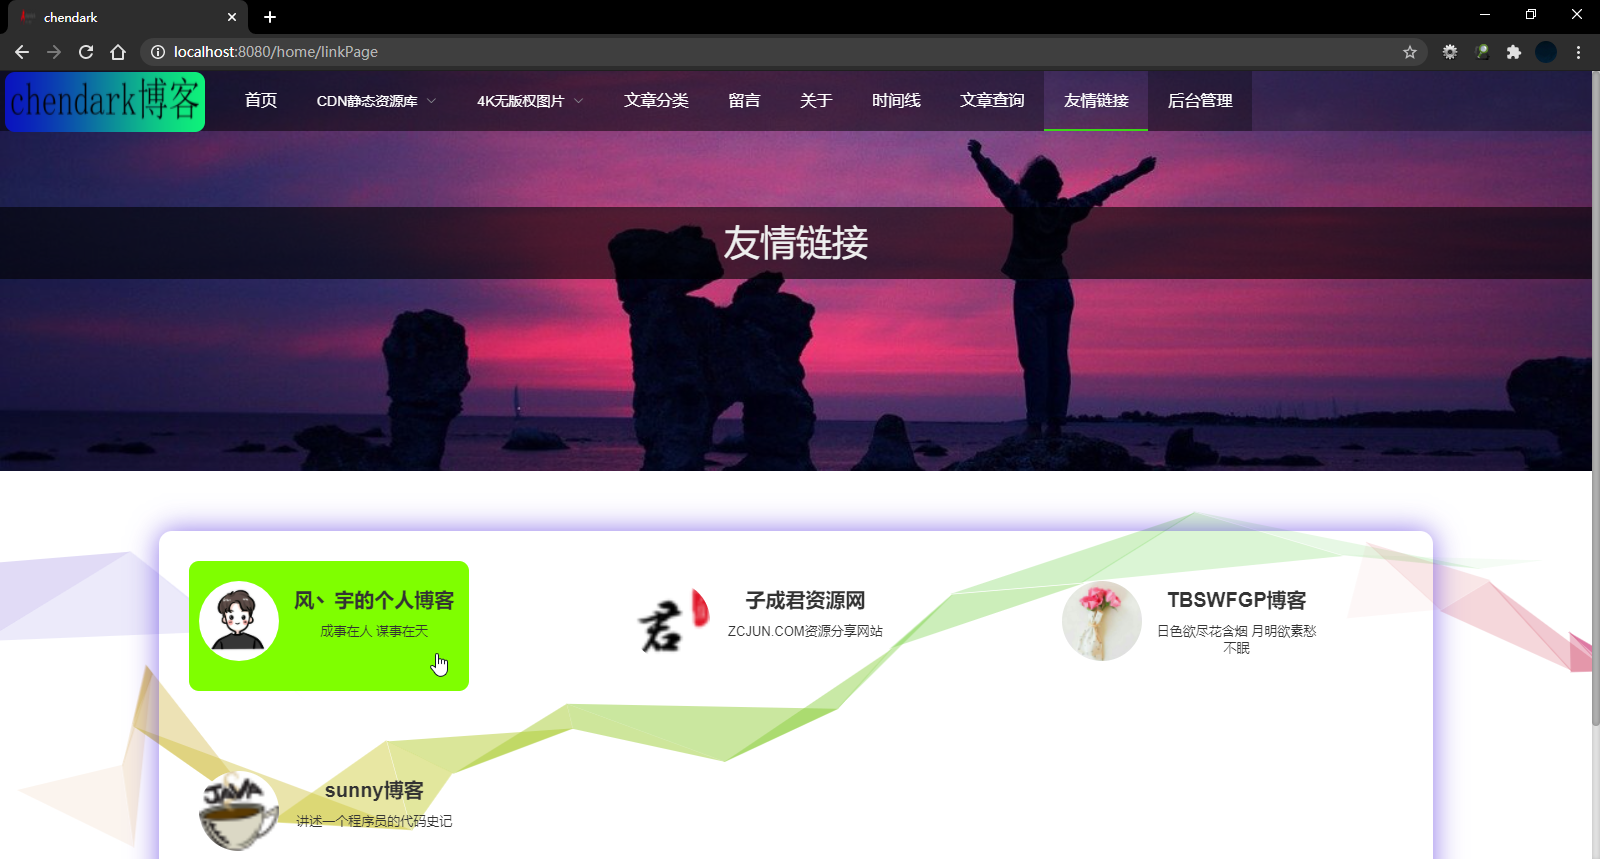 chendark
localhost:8080/home/linkPage
chendark博客
首页
CDN静态资源库
4K无版权图片
文章分类
留言
关于
时间线
文章查询
友情链接
后台管理
友情链接
风丶宇的个人博客
成事在人 谋事在天
君
子成君资源网
ZCJUN.COM资源分享网站
TBSWFGP博客
日色欲尽花含烟 月明欲素愁
不眠
JAVA
sunny博客
讲述一个程序员的代码史记